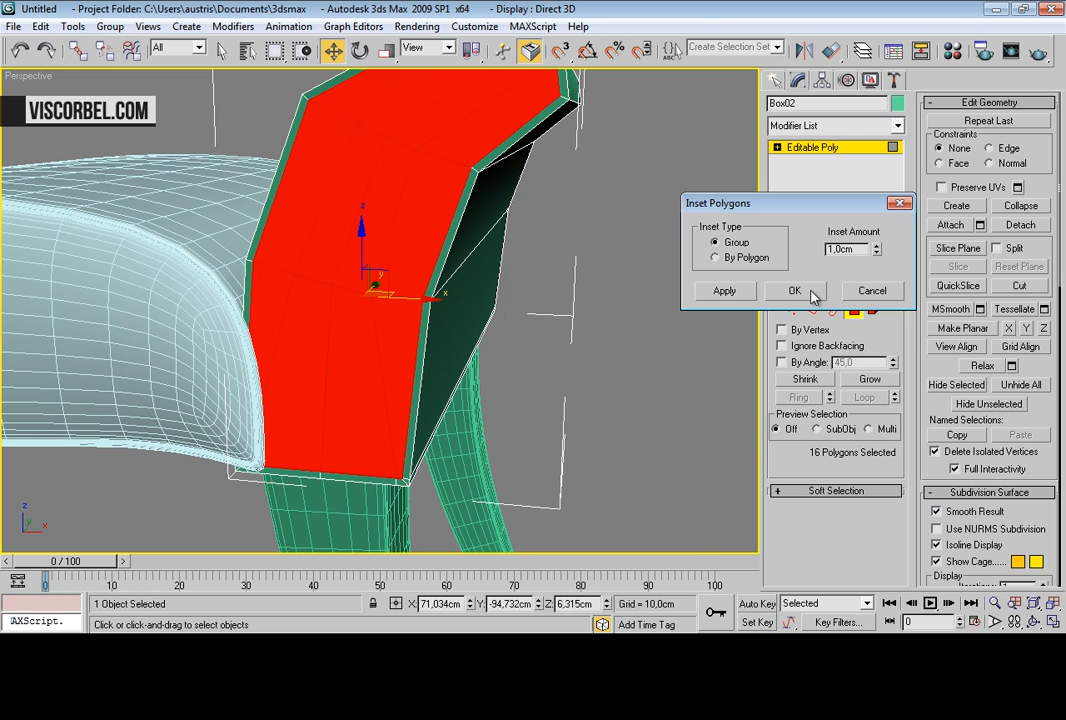 Untitled - Project Folder: C:\Users\austris\Documents\3dsmax - Autodesk 3ds Max 2009 SP1 x64 - Display : Direct 3D
File Edit Tools Group Views Create Modifiers Animation Graph Editors Rendering Customize MAXScript Help
All View Create Selection Set
Perspective
VISCORBEL.COM
Box02
Modifier List
Editable Poly
Inset Polygons
Inset Type
Group
By Polygon
Inset Amount
1,0cm
Apply OK Cancel
By Vertex
Ignore Backfacing
By Angle: 45,0
Shrink Grow
Ring Loop
Preview Selection
Off SubObj Multi
16 Polygons Selected
+ Soft Selection
- Edit Geometry
Repeat Last
Constraints
None Edge
Face Normal
Preserve UVs
Create Collapse
Attach Detach
Slice Plane Split
Slice Reset Plane
QuickSlice Cut
MSmooth Tessellate
Make Planar X Y Z
View Align Grid Align
Relax
Hide Selected Unhide All
Hide Unselected
Named Selections:
Copy Paste
Delete Isolated Vertices
Full Interactivity
- Subdivision Surface
Smooth Result
Use NURMS Subdivision
Isoline Display
Show Cage......
Display
z
y
x
z
y
x
< 0 / 100 >
0 10 20 30 40 50 60 70 80 90 100
1 Object Selected X: 71,034cm Y: -94,732cm Z: 6,315cm Grid = 10,0cm
AXScript. Click or click-and-drag to select objects Add Time Tag
Auto Key Selected
Set Key Key Filters... 0